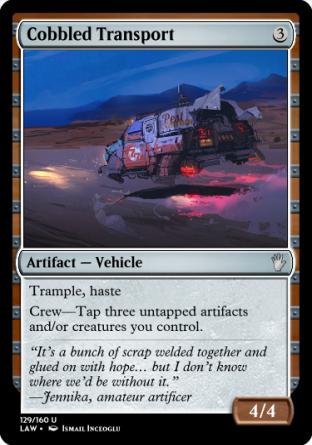 Cobbled Transport 3
Artifact — Vehicle
Trample, haste
Crew—Tap three untapped artifacts
and/or creatures you control.
"It's a bunch of scrap welded together
and glued on with hope... but I don't know
where we'd be without it."
—Jennika, amateur artificer
4/4
129/160 U
LAW • Ismail Inceoglu